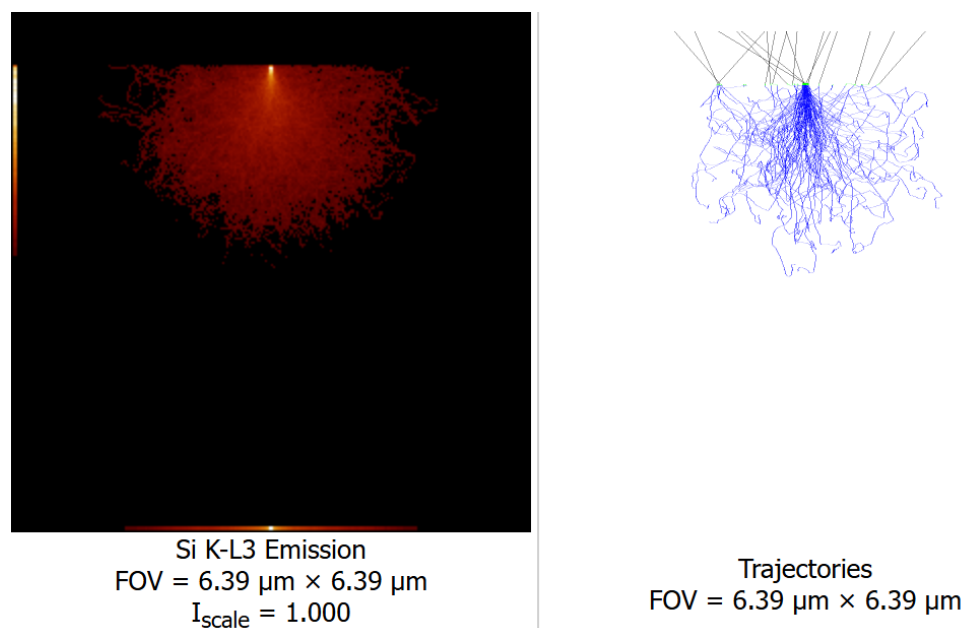 Si K-L3 Emission
FOV = 6.39 μm × 6.39 μm
Iscale = 1.000
Trajectories
FOV = 6.39 μm × 6.39 μm